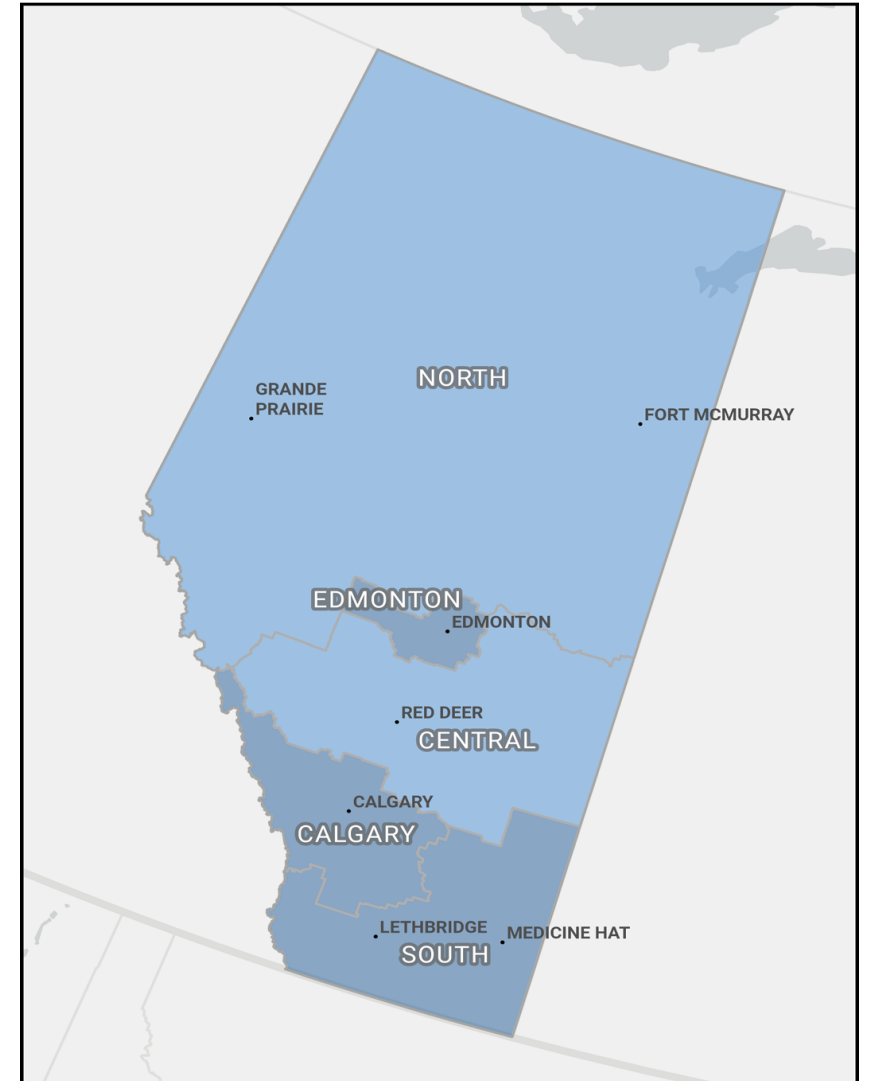 NORTH
GRANDE
PRAIRIE
FORT MCMURRAY
EDMONTON
EDMONTON
RED DEER
CENTRAL
CALGARY
CALGARY
LETHBRIDGE
MEDICINE HAT
SOUTH